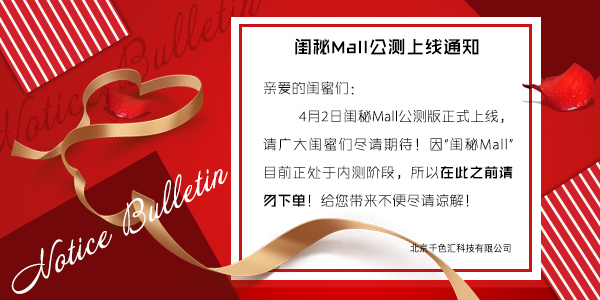 闺秘Mall公测上线通知
亲爱的闺蜜们：
4月2日闺秘Mall公测版正式上线，
请广大闺蜜们尽请期待！因“闺秘Mall”
目前正处于内测阶段，所以在此之前请
勿下单！给您带来不便尽请谅解！
北京千色汇科技有限公司
Notice Bulletin
Notice Bulletin